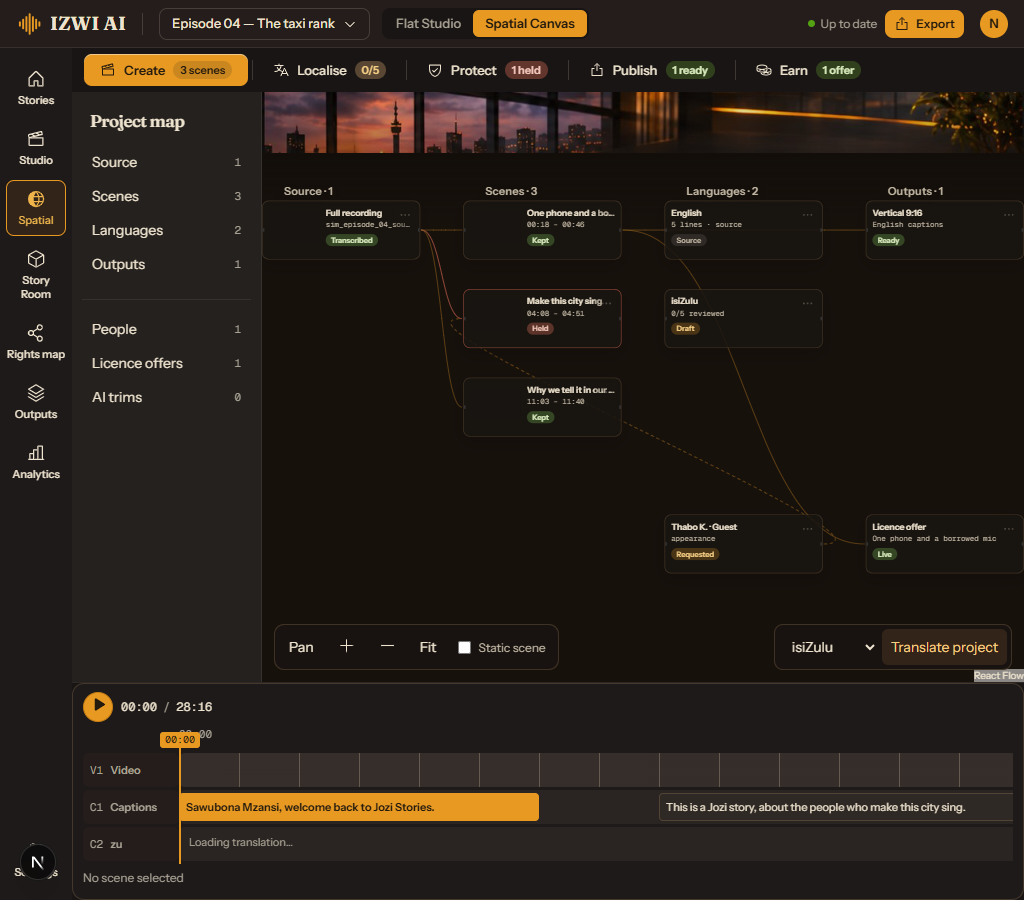 IZWI AI
Episode 04 — The taxi rank
Flat Studio
Spatial Canvas
Up to date
Export
N
Create 3 scenes
Localise 0/5
Protect 1 held
Publish 1 ready
Earn 1 offer
Stories
Studio
Spatial
Story
Room
Rights map
Outputs
Analytics
Project map
Source 1
Scenes 3
Languages 2
Outputs 1
People 1
Licence offers 1
AI trims 0
Source · 1
Scenes · 3
Languages · 2
Outputs · 1
Full recording ...
sim_episode_04_sou…
Transcribed
One phone and a bo…
00:18 – 00:46
Kept
English ...
5 lines · source
Source
Vertical 9:16 ...
English captions
Ready
Make this city sing...
04:08 – 04:51
Held
isiZulu ...
0/5 reviewed
Draft
Why we tell it in our …
11:03 – 11:40
Kept
Thabo K. · Guest ...
appearance
Requested
Licence offer ...
One phone and a borrowed mic
Live
Pan + — Fit Static scene
isiZulu Translate project
React Flow
00:00 / 28:16
00:00
V1 Video
C1 Captions
Sawubona Mzansi, welcome back to Jozi Stories.
This is a Jozi story, about the people who make this city sing.
C2 zu
Loading translation…
No scene selected
N